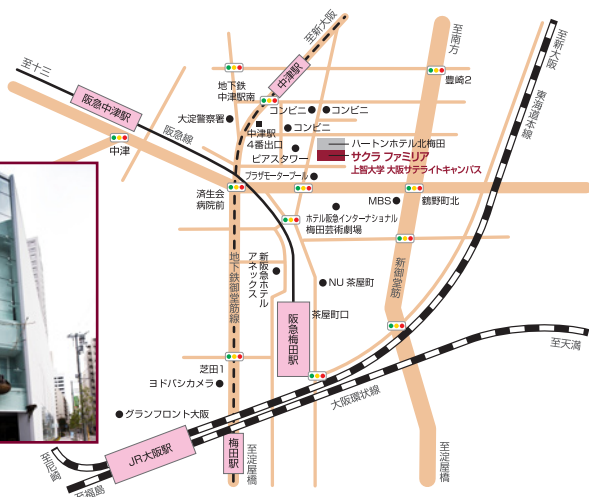 至新大阪
至南方
至新大阪
至十三
中津駅
豊崎2
地下鉄
中津駅南
阪急中津駅
コンビニ
コンビニ
東海道本線
大淀警察署
コンビニ
中津駅
4番出口
阪急線
ハートンホテル北梅田
中津
ピアスタワー
サクラ ファミリア
上智大学 大阪サテライトキャンパス
プラザモータープール
済生会
病院前
MBS
鶴野町北
ホテル阪急インターナショナル
梅田芸術劇場
地下鉄御堂筋線
新阪急ホテル
アネックス
新御堂筋
NU 茶屋町
阪急梅田駅
茶屋町口
至天満
芝田1
ヨドバシカメラ
大阪環状線
グランフロント大阪
JR大阪駅
梅田駅
至淀屋橋
至淀屋橋
至尼崎
至福島